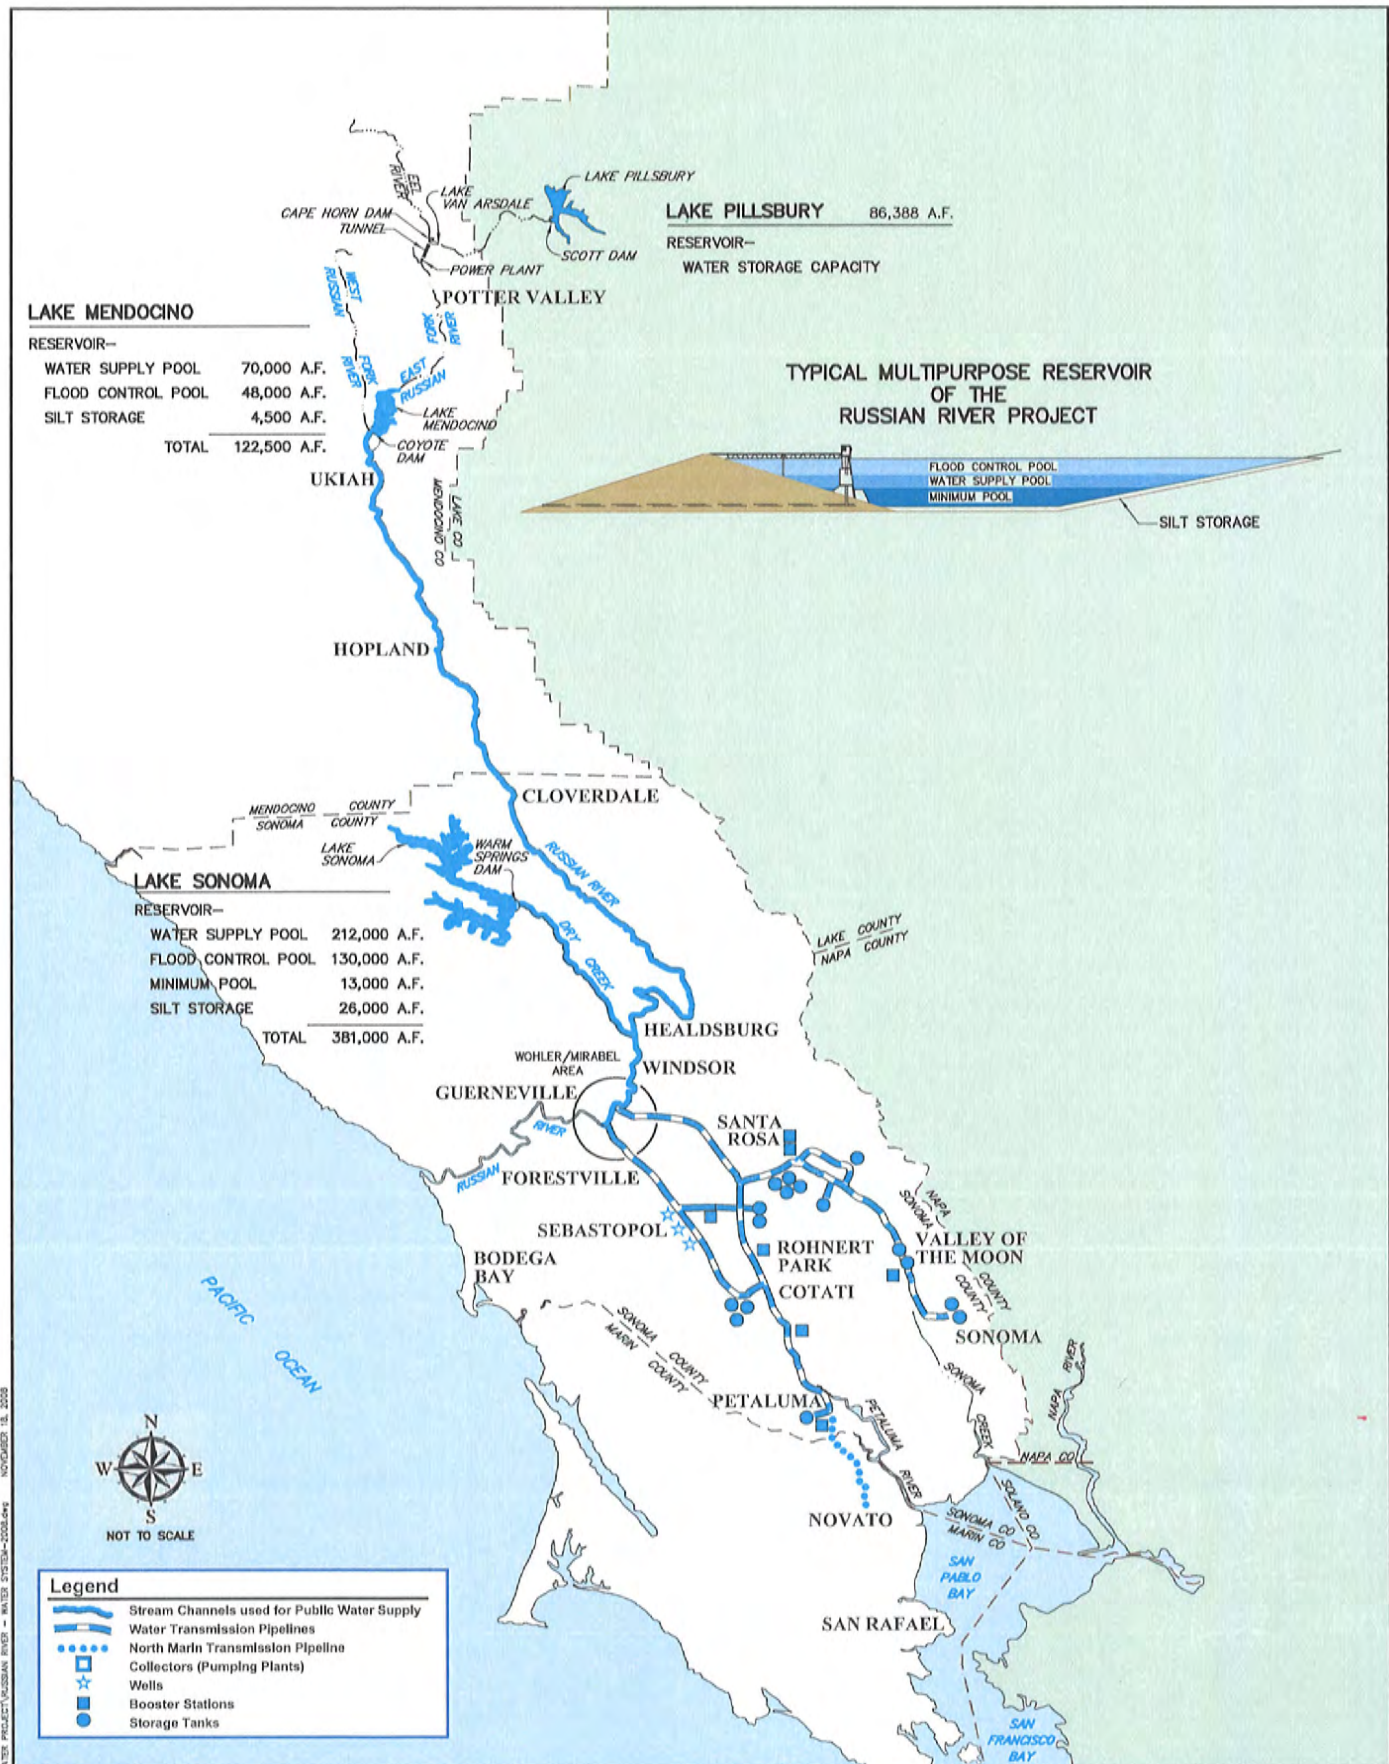 EEL
RIVER
LAKE
VAN ARSDALE
CAPE HORN DAM
TUNNEL
POWER PLANT
POTTER VALLEY
LAKE PILLSBURY
SCOTT DAM
LAKE PILLSBURY 86,388 A.F.
RESERVOIR–
WATER STORAGE CAPACITY
WEST
RUSSIAN
FORK
RIVER
FORK
RIVER
EAST
RUSSIAN
LAKE MENDOCINO
RESERVOIR–
WATER SUPPLY POOL 70,000 A.F.
FLOOD CONTROL POOL 48,000 A.F.
SILT STORAGE 4,500 A.F.
TOTAL 122,500 A.F.
LAKE
MENDOCINO
COYOTE
DAM
UKIAH
LAKE CO
MENDOCINO CO
TYPICAL MULTIPURPOSE RESERVOIR
OF THE
RUSSIAN RIVER PROJECT
FLOOD CONTROL POOL
WATER SUPPLY POOL
MINIMUM POOL
SILT STORAGE
HOPLAND
CLOVERDALE
MENDOCINO COUNTY
SONOMA COUNTY
LAKE
SONOMA
WARM
SPRINGS
DAM
RUSSIAN RIVER
DRY
CREEK
LAKE SONOMA
RESERVOIR–
WATER SUPPLY POOL 212,000 A.F.
FLOOD CONTROL POOL 130,000 A.F.
MINIMUM POOL 13,000 A.F.
SILT STORAGE 26,000 A.F.
TOTAL 381,000 A.F.
LAKE COUNTY
NAPA COUNTY
HEALDSBURG
WOHLER/MIRABEL
AREA
WINDSOR
GUERNEVILLE
RIVER
RUSSIAN
FORESTVILLE
SANTA
ROSA
SEBASTOPOL
NAPA
SONOMA
COUNTY
COUNTY
VALLEY OF
THE MOON
ROHNERT
PARK
COTATI
BODEGA
BAY
SONOMA
SONOMA COUNTY
MARIN COUNTY
PACIFIC
OCEAN
PETALUMA
PETALUMA
RIVER
SONOMA
CREEK
NAPA
RIVER
NAPA CO
SOLANO CO
SONOMA CO
MARIN CO
NOVATO
SAN
PABLO
BAY
SAN RAFAEL
SAN
FRANCISCO
BAY
N
W E
S
NOT TO SCALE
Legend
Stream Channels used for Public Water Supply
Water Transmission Pipelines
North Marin Transmission Pipeline
Collectors (Pumping Plants)
Wells
Booster Stations
Storage Tanks
PROJECT\RUSSIAN RIVER – WATER SYSTEM–2008.dwg NOVEMBER 18, 2008